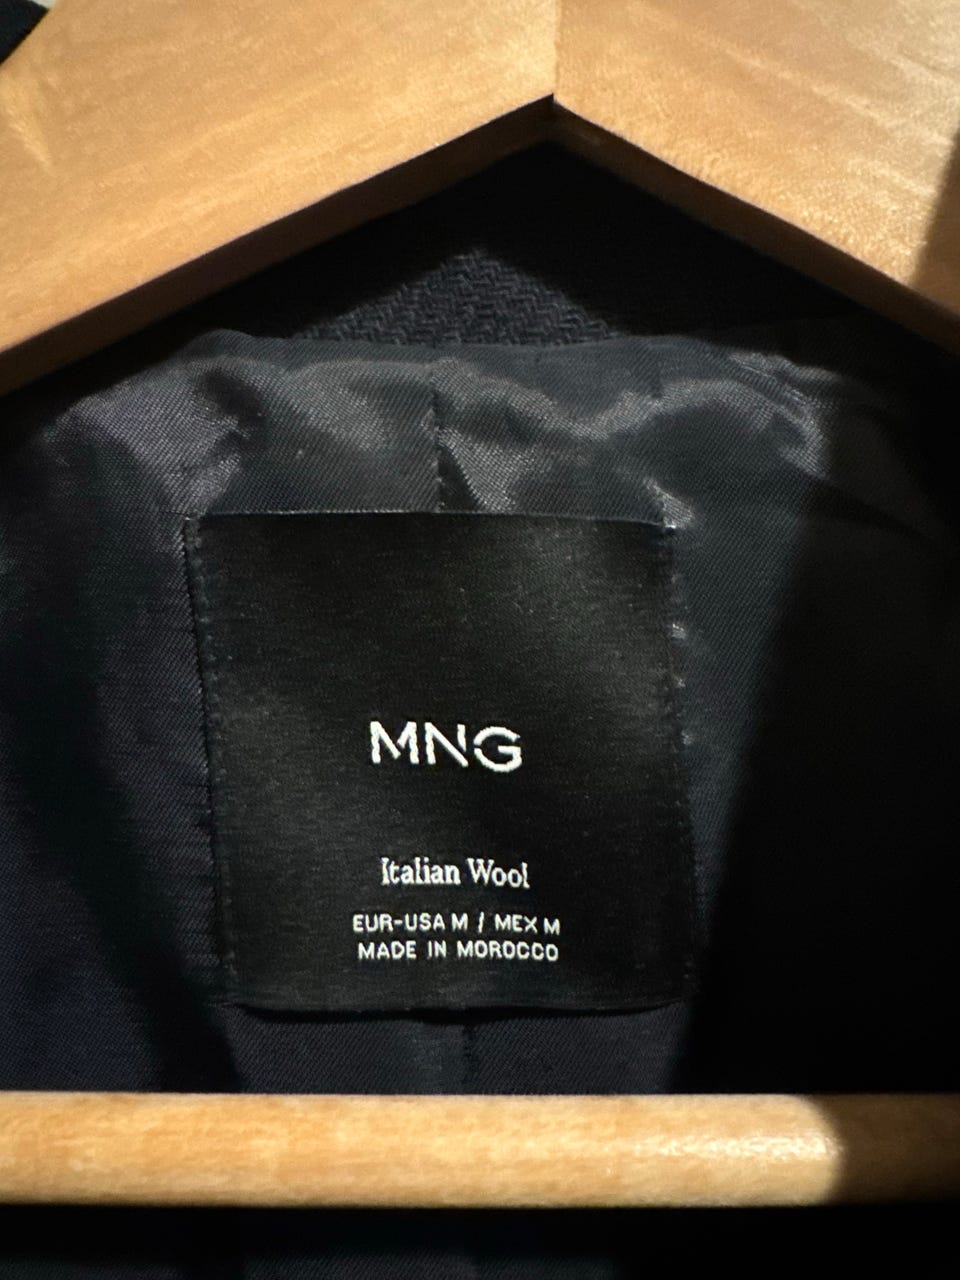 MNG
Italian Wool
EUR-USA M / MEX M
MADE IN MOROCCO